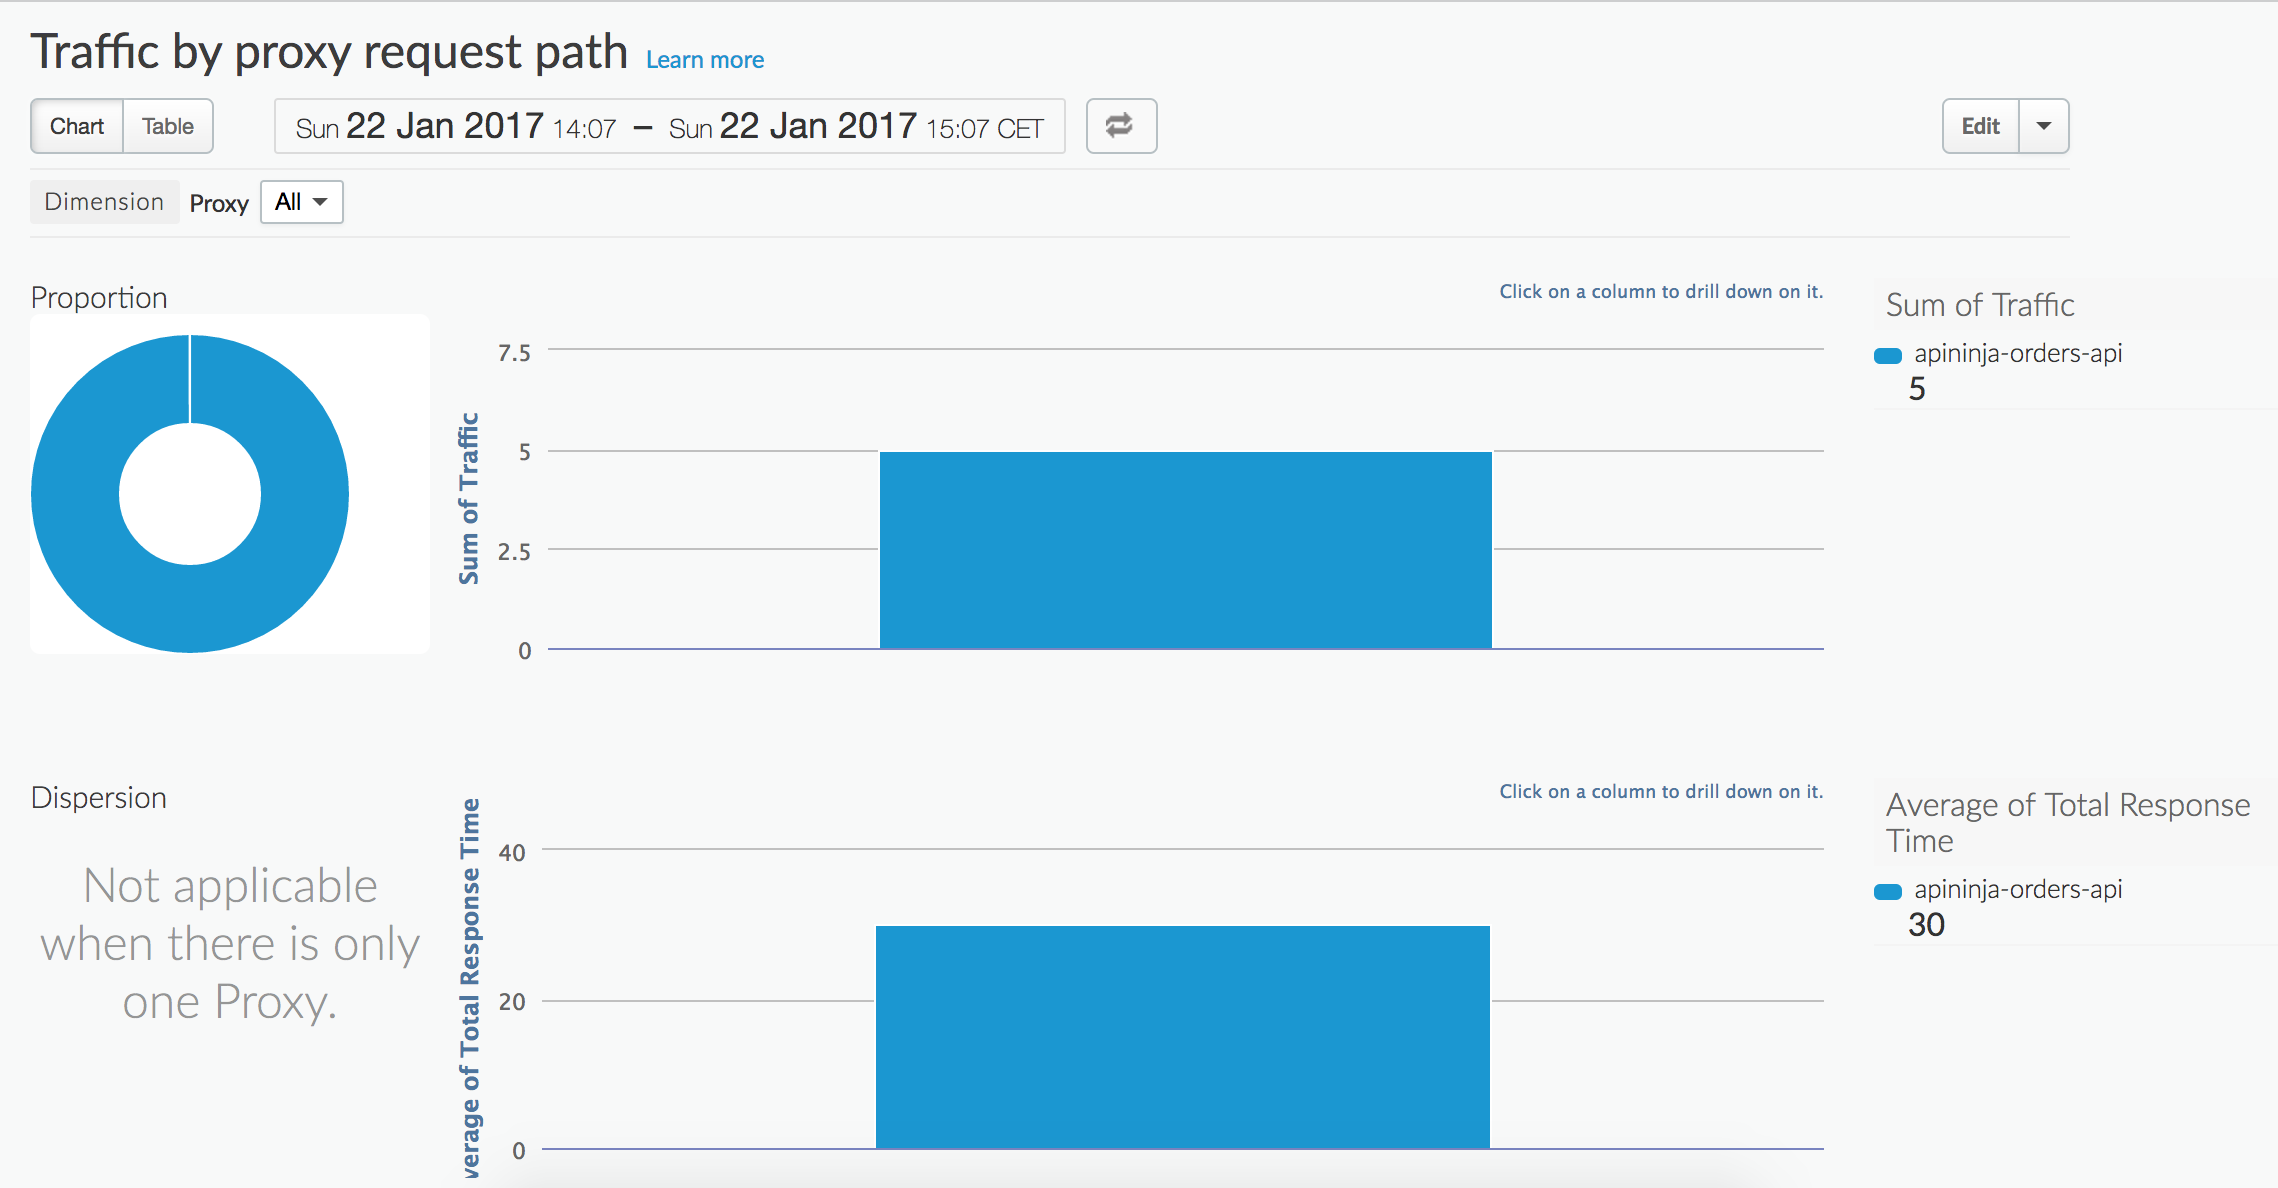 Traffic by proxy request path Learn more
Chart Table Sun 22 Jan 2017 14:07 – Sun 22 Jan 2017 15:07 CET Edit
Dimension Proxy All
Proportion
Click on a column to drill down on it.
7.5
5
2.5
0
Sum of Traffic
Sum of Traffic
apininja-orders-api
5
Dispersion
Not applicable
when there is only
one Proxy.
Click on a column to drill down on it.
40
20
0
verage of Total Response Time
Average of Total Response
Time
apininja-orders-api
30